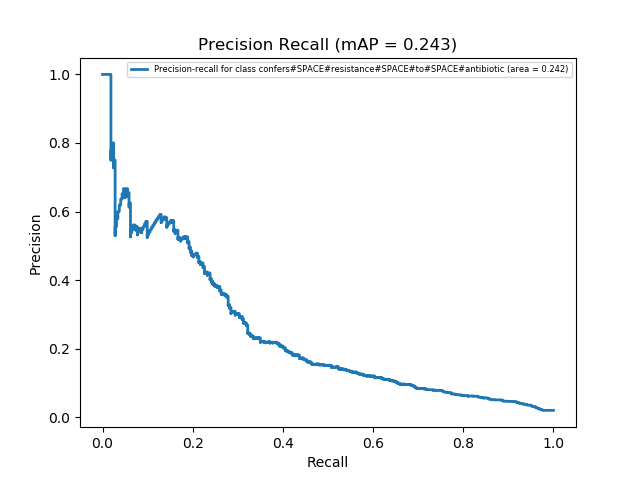 Precision Recall (mAP = 0.243)
Precision-recall for class confers#SPACE#resistance#SPACE#to#SPACE#antibiotic (area = 0.242)
1.0
0.8
0.6
0.4
0.2
0.0
Precision
0.0 0.2 0.4 0.6 0.8 1.0
Recall